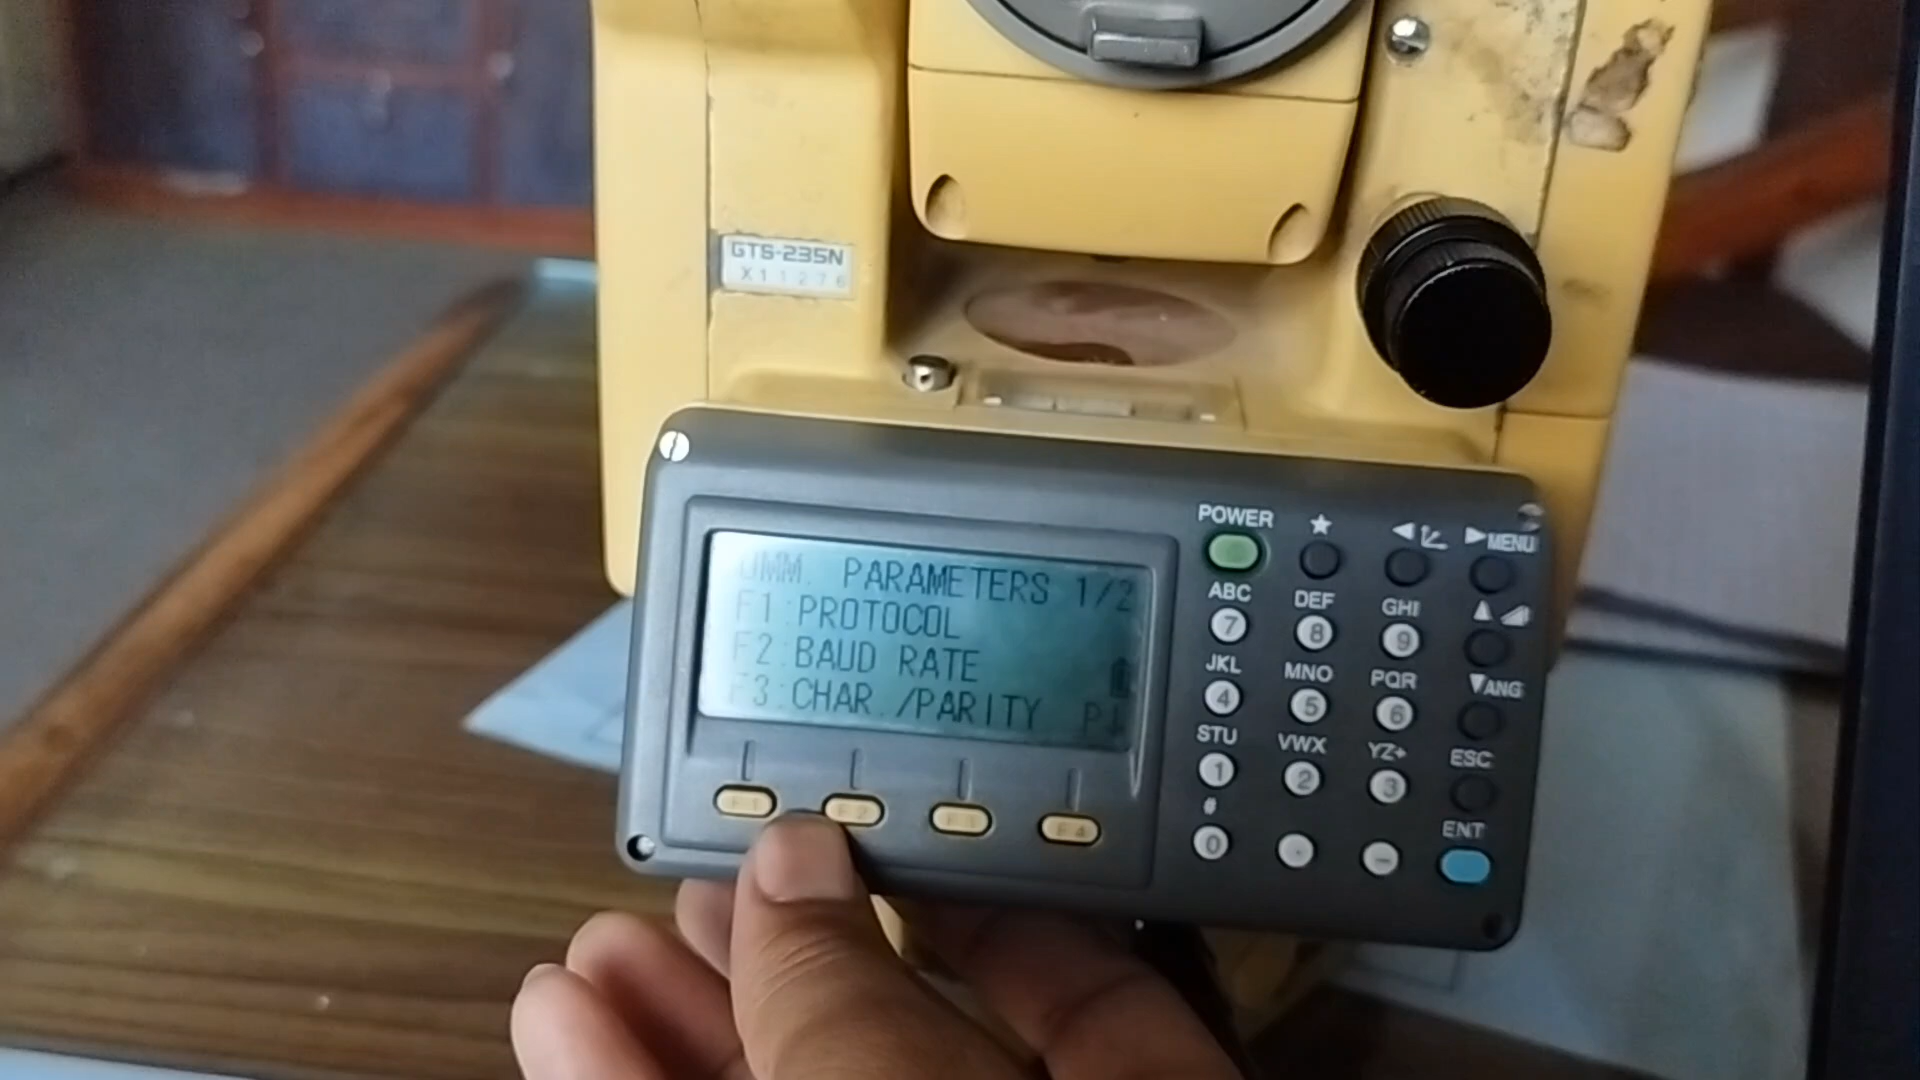 GTS-235N
X11276
OMM. PARAMETERS 1/2
F1:PROTOCOL
F2:BAUD RATE
F3:CHAR./PARITY P↓
F1 F2 F3 F4
POWER ★ ◀ ▶MENU
ABC DEF GHI ▲
7 8 9
JKL MNO PQR ▼ANG
4 5 6
STU VWX YZ+ ESC
1 2 3
# ENT
0 . -